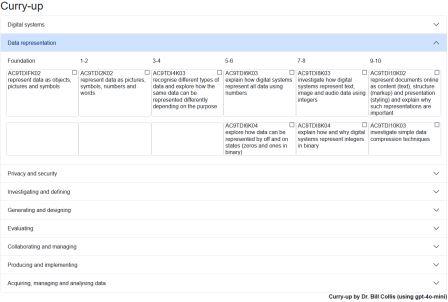 Curry-up
Digital systems
Data representation
Foundation
1-2
3-4
5-6
7-8
9-10
AC9TDIFK02
represent data as objects,
pictures and symbols
AC9TDI2K02
represent data as pictures,
symbols, numbers and
words
AC9TDI4K03
recognise different types of
data and explore how the
same data can be
represented differently
depending on the purpose
AC9TDI6K03
explain how digital systems
represent all data using
numbers
AC9TDI8K03
investigate how digital
systems represent text,
image and audio data using
integers
AC9TDI10K02
represent documents online
as content (text), structure
(markup) and presentation
(styling) and explain why
such representations are
important
AC9TDI6K04
explore how data can be
represented by off and on
states (zeros and ones in
binary)
AC9TDI8K04
explain how and why digital
systems represent integers
in binary
AC9TDI10K03
investigate simple data
compression techniques
Privacy and security
Investigating and defining
Generating and designing
Evaluating
Collaborating and managing
Producing and implementing
Acquiring, managing and analysing data
Curry-up by Dr. Bill Collis (using gpt-4o-mini)